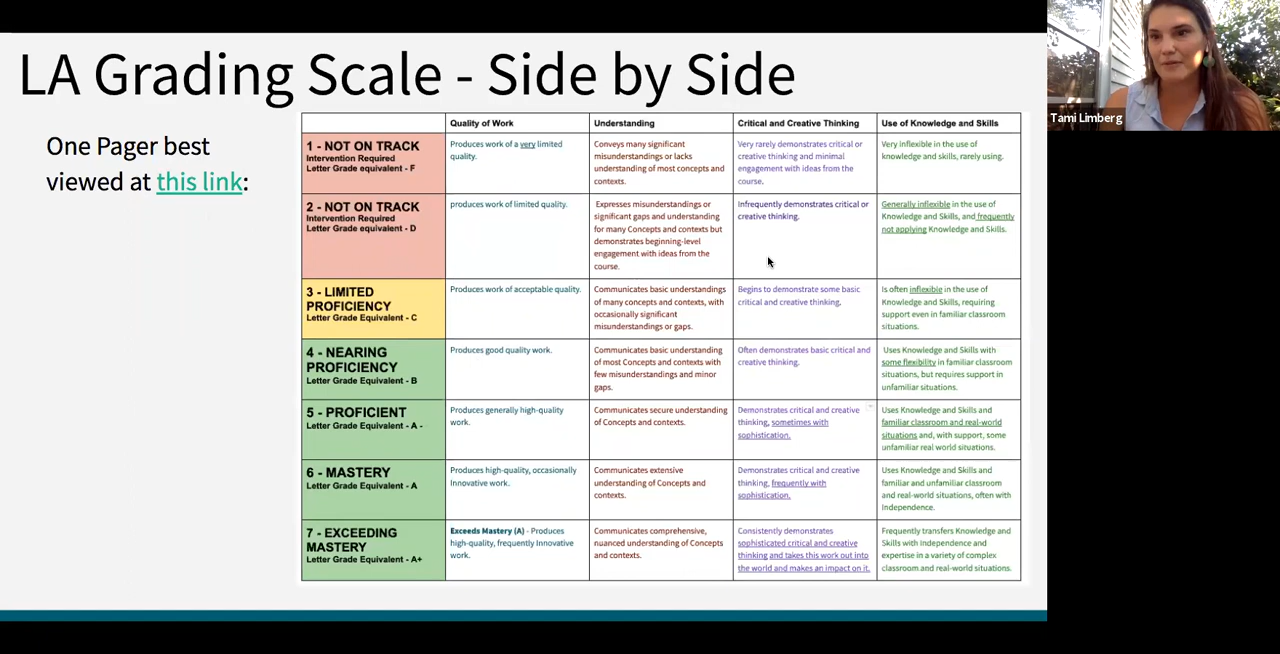 LA Grading Scale - Side by Side
Tami Limberg
One Pager best
viewed at this link:
Quality of Work
Understanding
Critical and Creative Thinking
Use of Knowledge and Skills
1 - NOT ON TRACK
Intervention Required
Letter Grade equivalent - F
Produces work of a very limited
quality.
Conveys many significant
misunderstandings or lacks
understanding of most concepts and
contexts.
Very rarely demonstrates critical or
creative thinking and minimal
engagement with ideas from the
course.
Very inflexible in the use of
knowledge and skills, rarely using.
2 - NOT ON TRACK
Intervention Required
Letter Grade equivalent - D
produces work of limited quality.
Expresses misunderstandings or
significant gaps and understanding
for many Concepts and contexts but
demonstrates beginning-level
engagement with ideas from the
course.
Infrequently demonstrates critical or
creative thinking.
Generally inflexible in the use of
Knowledge and Skills, and frequently
not applying Knowledge and Skills.
3 - LIMITED
PROFICIENCY
Letter Grade Equivalent - C
Produces work of acceptable quality.
Communicates basic understandings
of many concepts and contexts, with
occasionally significant
misunderstandings or gaps.
Begins to demonstrate some basic
critical and creative thinking.
Is often inflexible in the use of
Knowledge and Skills, requiring
support even in familiar classroom
situations.
4 - NEARING
PROFICIENCY
Letter Grade Equivalent - B
Produces good quality work.
Communicates basic understanding
of most Concepts and contexts with
few misunderstandings and minor
gaps.
Often demonstrates basic critical and
creative thinking.
Uses Knowledge and Skills with
some flexibility in familiar classroom
situations, but requires support in
unfamiliar situations.
5 - PROFICIENT
Letter Grade Equivalent - A -
Produces generally high-quality
work.
Communicates secure understanding
of Concepts and contexts.
Demonstrates critical and creative
thinking, sometimes with
sophistication.
Uses Knowledge and Skills and
familiar classroom and real-world
situations and, with support, some
unfamiliar real world situations.
6 - MASTERY
Letter Grade Equivalent - A
Produces high-quality, occasionally
Innovative work.
Communicates extensive
understanding of Concepts and
contexts.
Demonstrates critical and creative
thinking, frequently with
sophistication.
Uses Knowledge and Skills and
familiar and unfamiliar classroom
and real-world situations, often with
Independence.
7 - EXCEEDING
MASTERY
Letter Grade Equivalent - A+
Exceeds Mastery (A) - Produces
high-quality, frequently Innovative
work.
Communicates comprehensive,
nuanced understanding of Concepts
and contexts.
Consistently demonstrates
sophisticated critical and creative
thinking and takes this work out into
the world and makes an impact on it.
Frequently transfers Knowledge and
Skills with independence and
expertise in a variety of complex
classroom and real-world situations.